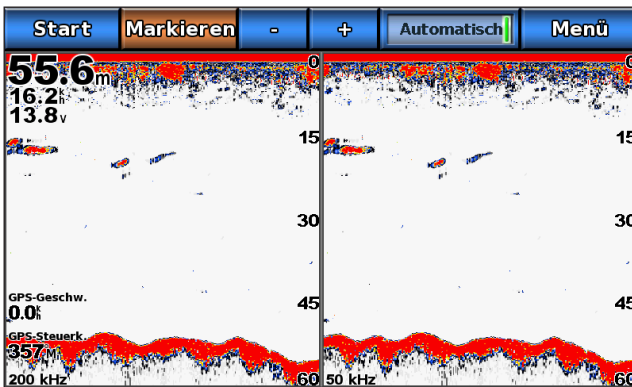 Start Markieren - + Automatisch Menü
55.6m
16.2 k/h
13.8 V
0 0
15 15
30 30
45 45
GPS-Geschw.
0.0 k/h
GPS-Steuerk.
357 M
200 kHz 60 50 kHz 60